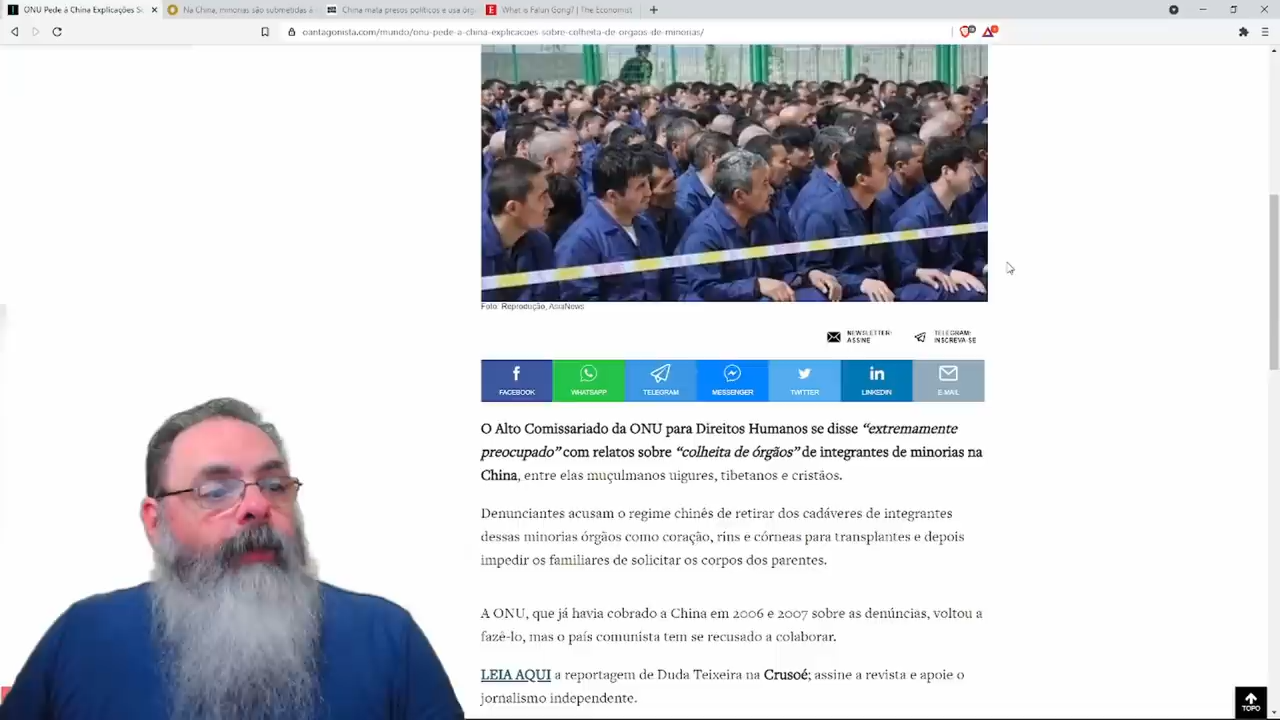 ONU Pede à China Explicações S
Na China, minorias são submetidas à
China mata presos políticos e usa órg
What is Falun Gong? | The Economist
oantagonista.com/mundo/onu-pede-a-china-explicacoes-sobre-colheita-de-orgaos-de-minorias/
Foto: Reprodução, AsiaNews
NEWSLETTER:
ASSINE
TELEGRAM:
INSCREVA-SE
FACEBOOK
WHATSAPP
TELEGRAM
MESSENGER
TWITTER
LINKEDIN
E-MAIL
O Alto Comissariado da ONU para Direitos Humanos se disse “extremamente
preocupado” com relatos sobre “colheita de órgãos” de integrantes de minorias na
China, entre elas muçulmanos uigures, tibetanos e cristãos.
Denunciantes acusam o regime chinês de retirar dos cadáveres de integrantes
dessas minorias órgãos como coração, rins e córneas para transplantes e depois
impedir os familiares de solicitar os corpos dos parentes.
A ONU, que já havia cobrado a China em 2006 e 2007 sobre as denúncias, voltou a
fazê-lo, mas o país comunista tem se recusado a colaborar.
LEIA AQUI a reportagem de Duda Teixeira na Crusoé; assine a revista e apoie o
jornalismo independente.
TOPO